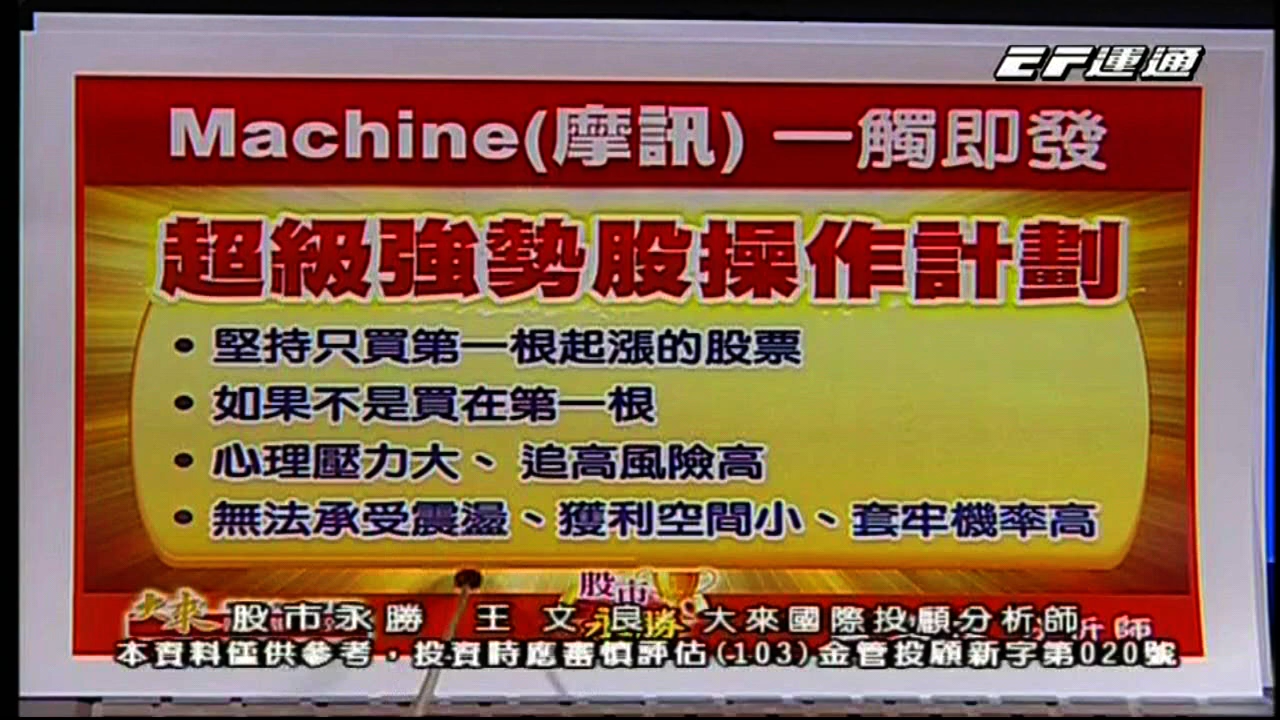 EF運通
Machine(摩訊) 一觸即發
超級強勢股操作計劃
• 堅持只買第一根起漲的股票
• 如果不是買在第一根
• 心理壓力大、追高風險高
• 無法承受震盪、獲利空間小、套牢機率高
股市永勝
大來 股市永勝 王文良 大來國際投顧分析師
析師
本資料僅供參考，投資時應審慎評估(103)金管投顧新字第020號